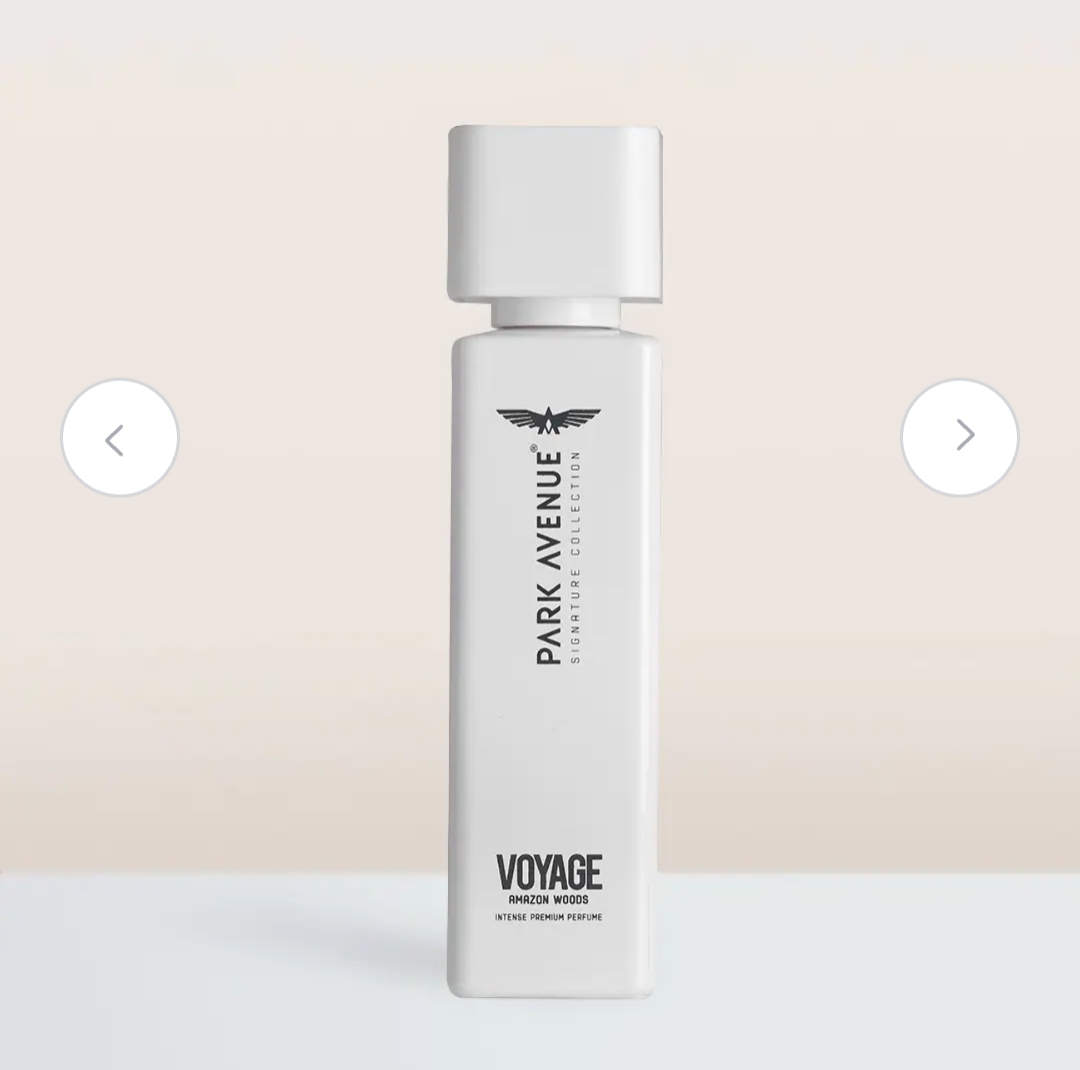 PARK AVENUE®
SIGNATURE COLLECTION
VOYAGE
AMAZON WOODS
INTENSE PREMIUM PERFUME